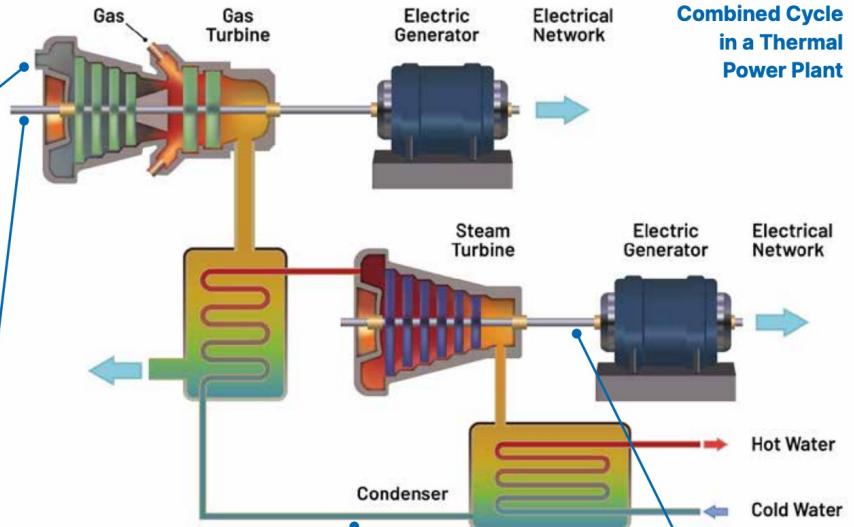 Gas
Gas
Turbine
Electric
Generator
Electrical
Network
Combined Cycle
in a Thermal
Power Plant
Steam
Turbine
Electric
Generator
Electrical
Network
Hot Water
Condenser
Cold Water